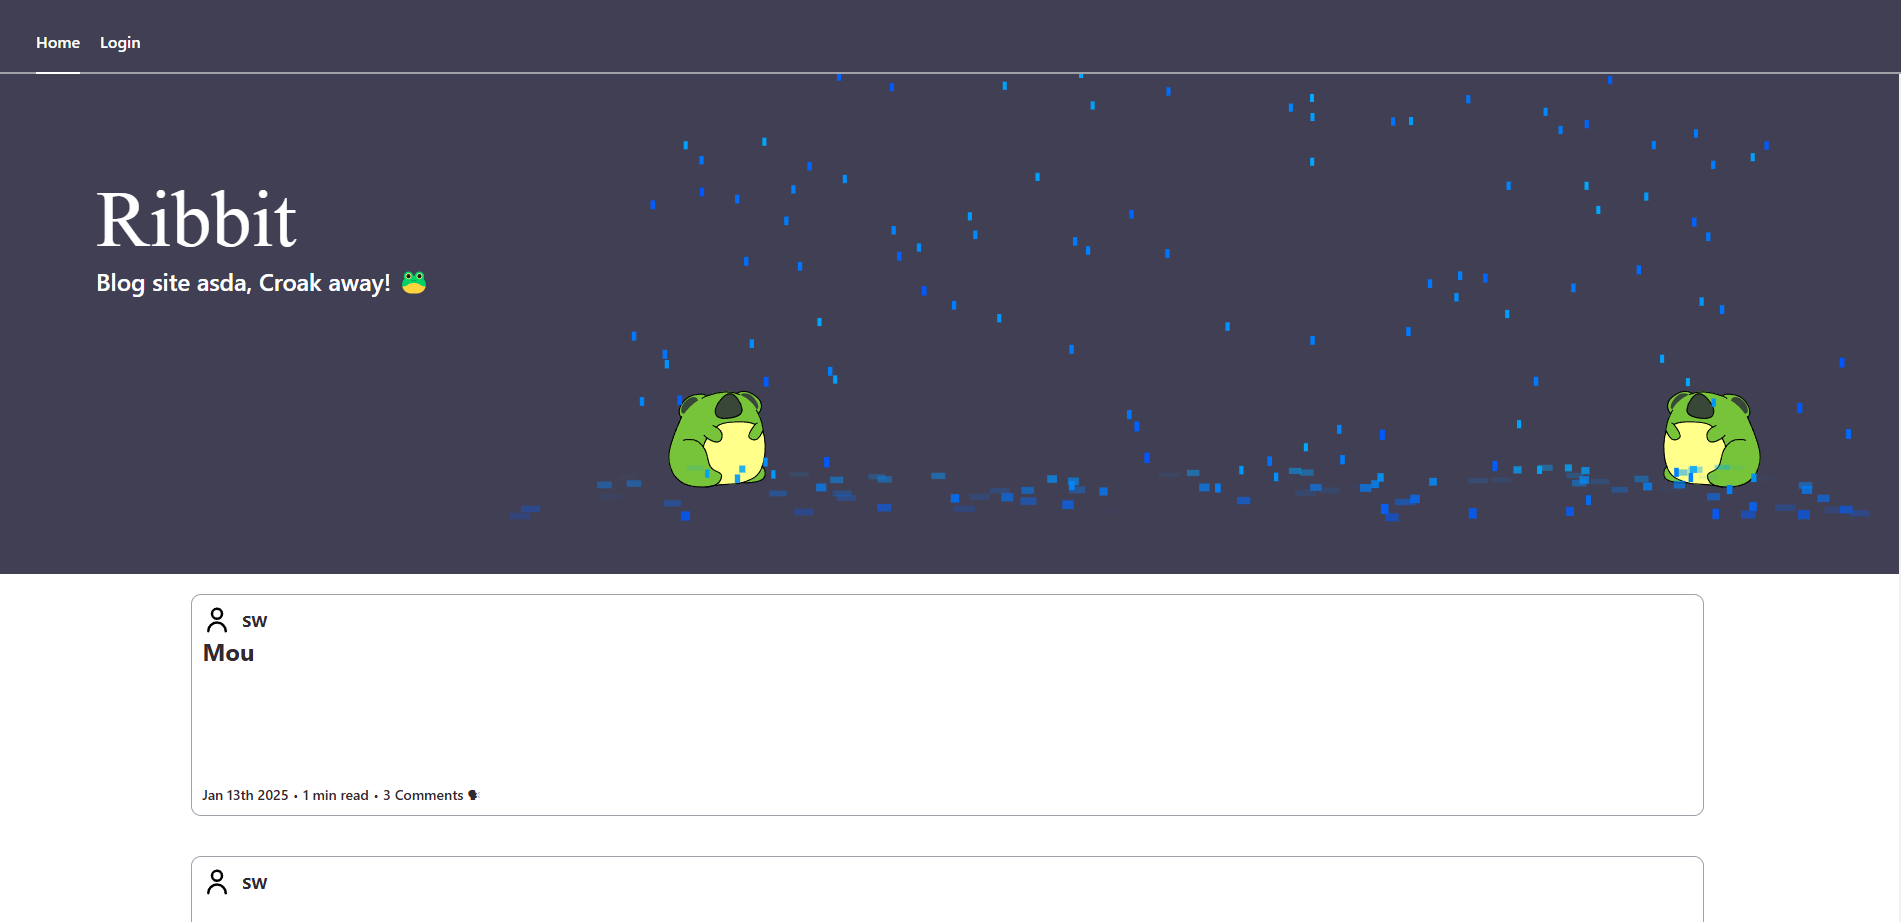 Home Login
Ribbit
Blog site asda, Croak away! 🐸
SW
Mou
Jan 13th 2025 • 1 min read • 3 Comments 🗣
SW